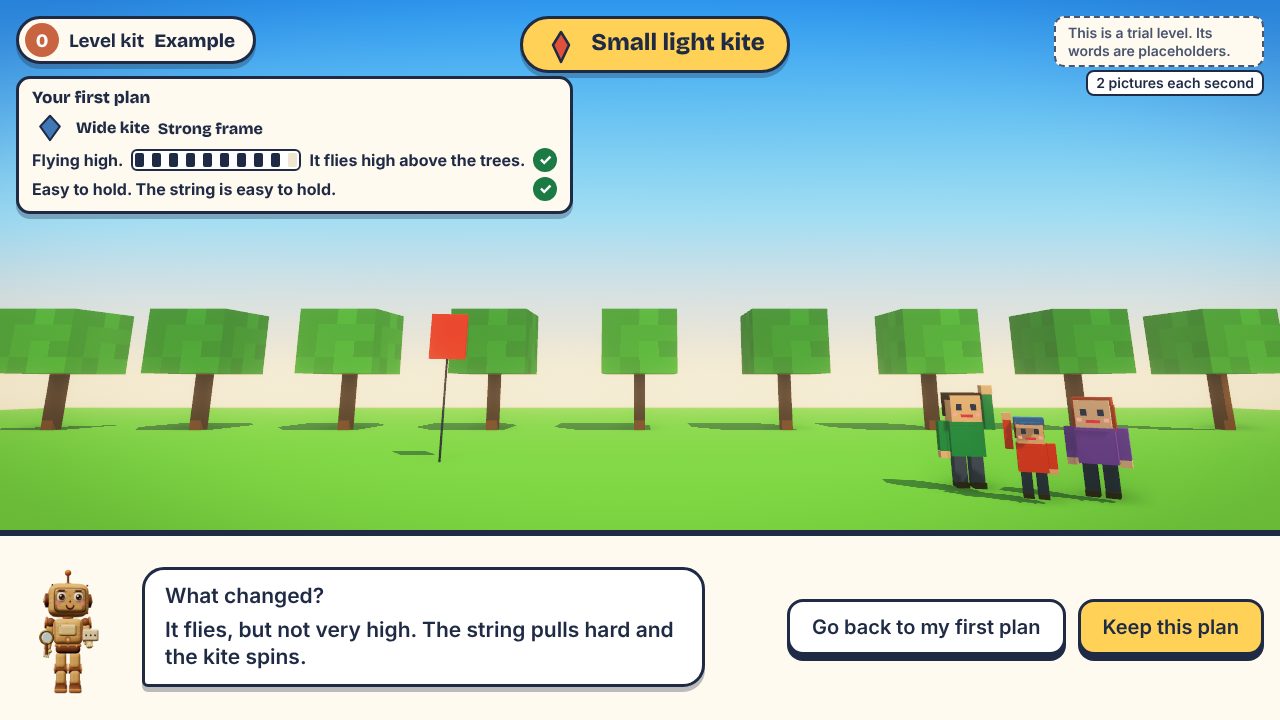 0 Level kit Example
Small light kite
This is a trial level. Its
words are placeholders.
2 pictures each second
Your first plan
Wide kite Strong frame
Flying high. It flies high above the trees.
Easy to hold. The string is easy to hold.
What changed?
It flies, but not very high. The string pulls hard and
the kite spins.
Go back to my first plan
Keep this plan